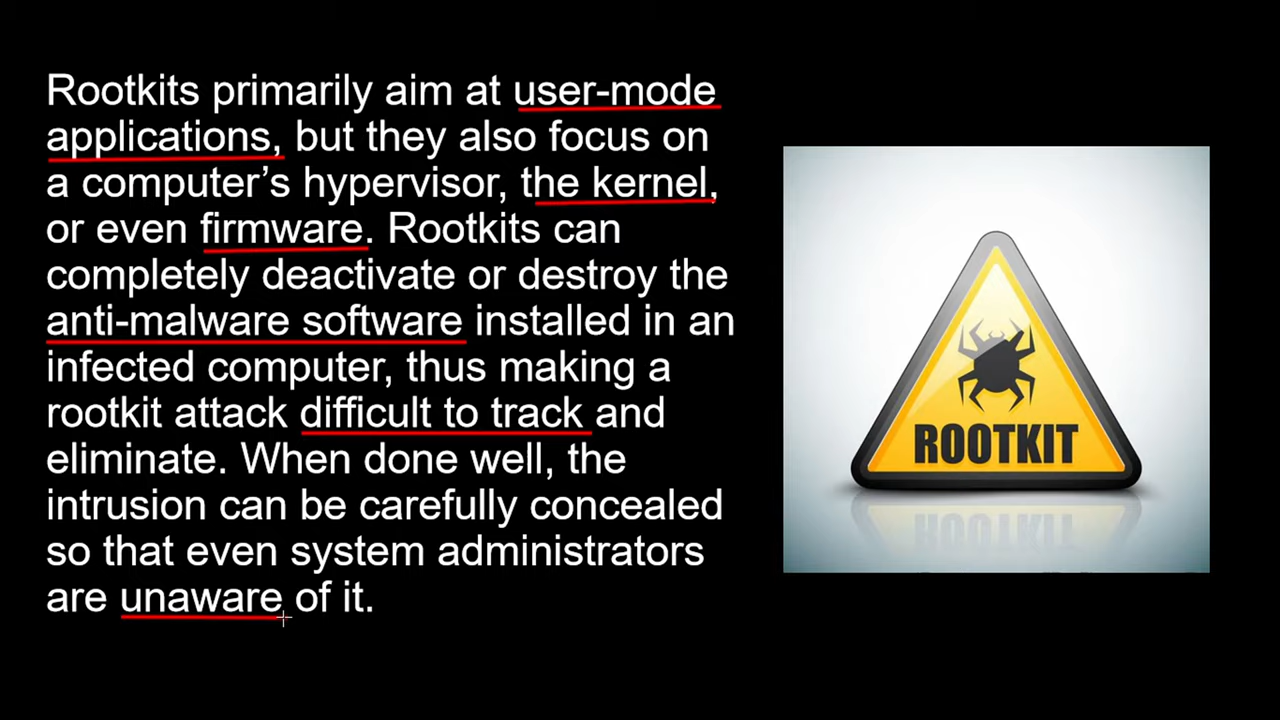 Rootkits primarily aim at user-mode
applications, but they also focus on
a computer’s hypervisor, the kernel,
or even firmware. Rootkits can
completely deactivate or destroy the
anti-malware software installed in an
infected computer, thus making a
rootkit attack difficult to track and
eliminate. When done well, the
intrusion can be carefully concealed
so that even system administrators
are unaware of it.
ROOTKIT